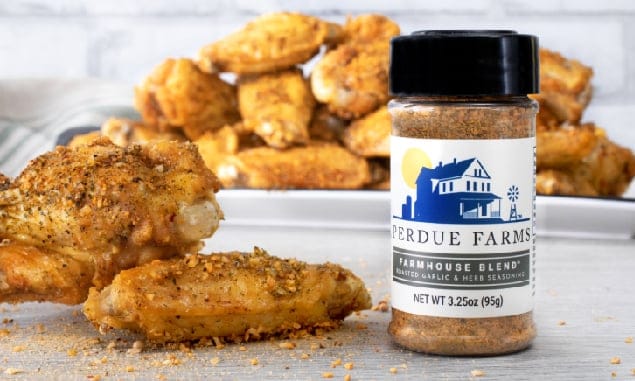 PERDUE FARMS
FARMHOUSE BLEND®
ROASTED GARLIC & HERB SEASONING
NET WT 3.25oz (95g)